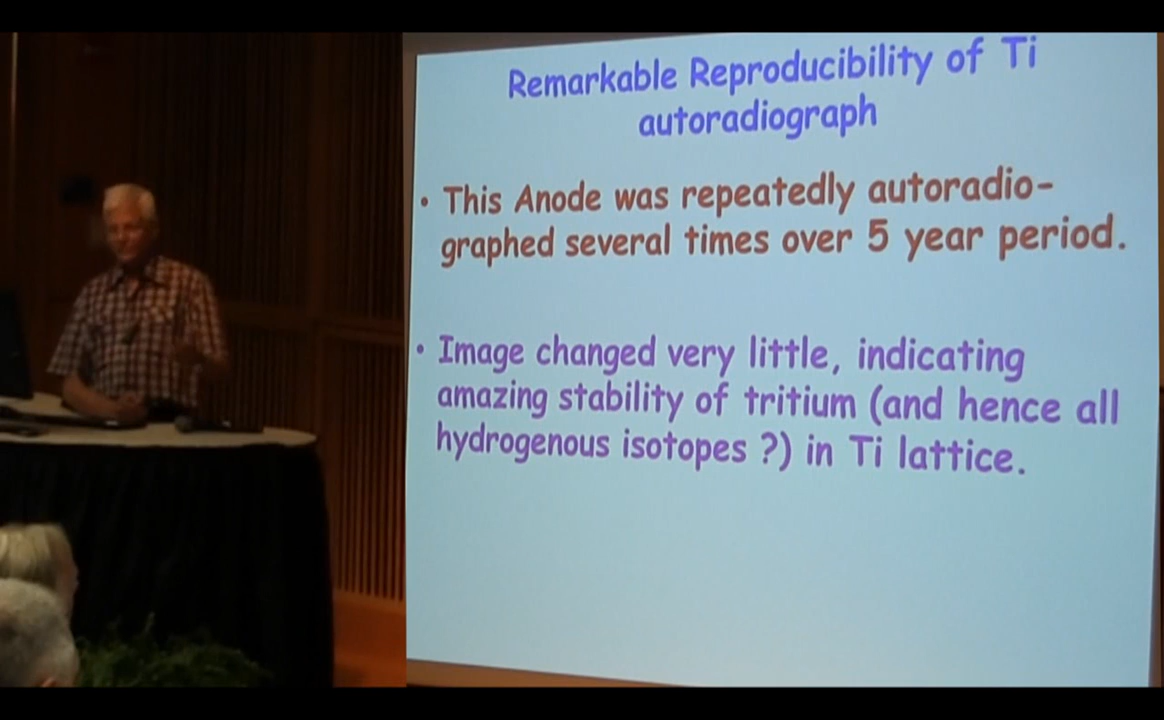 Remarkable Reproducibility of Ti
autoradiograph
• This Anode was repeatedly autoradio-
graphed several times over 5 year period.
• Image changed very little, indicating
amazing stability of tritium (and hence all
hydrogenous isotopes ?) in Ti lattice.